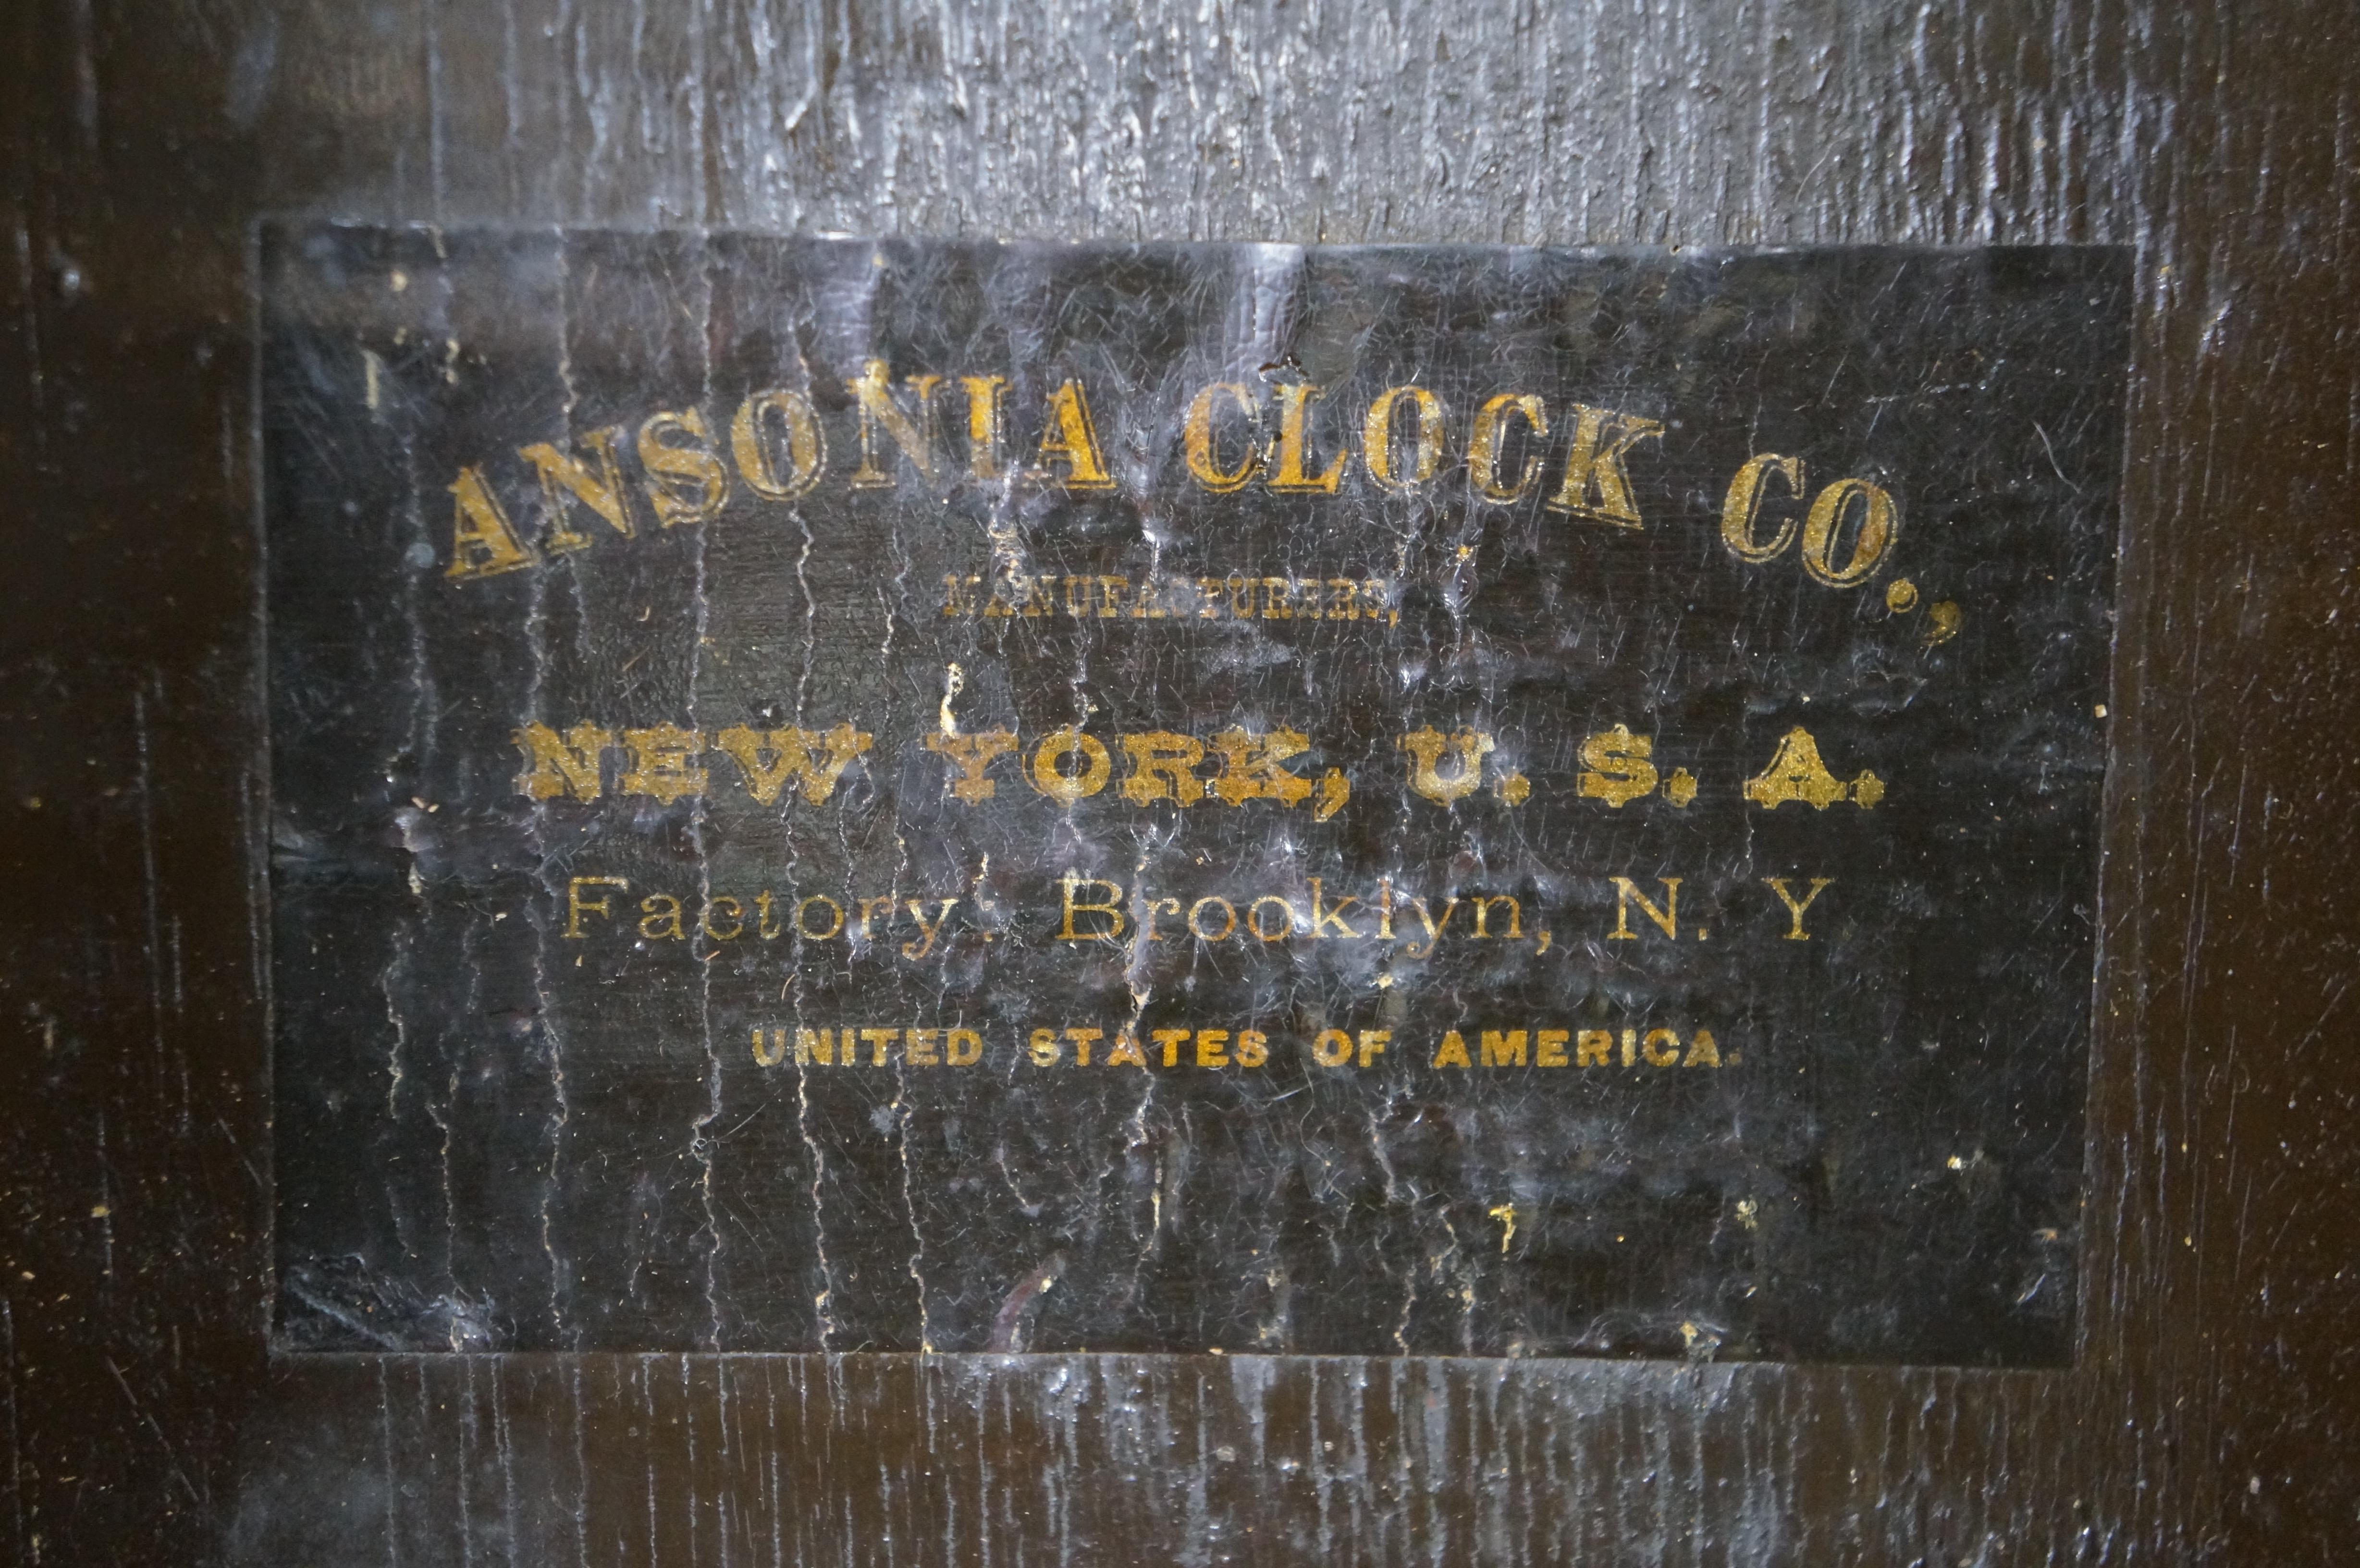 ANSONIA CLOCK CO.,
MANUFACTURERS,
NEW YORK, U. S. A.
Factory: Brooklyn, N. Y
UNITED STATES OF AMERICA.